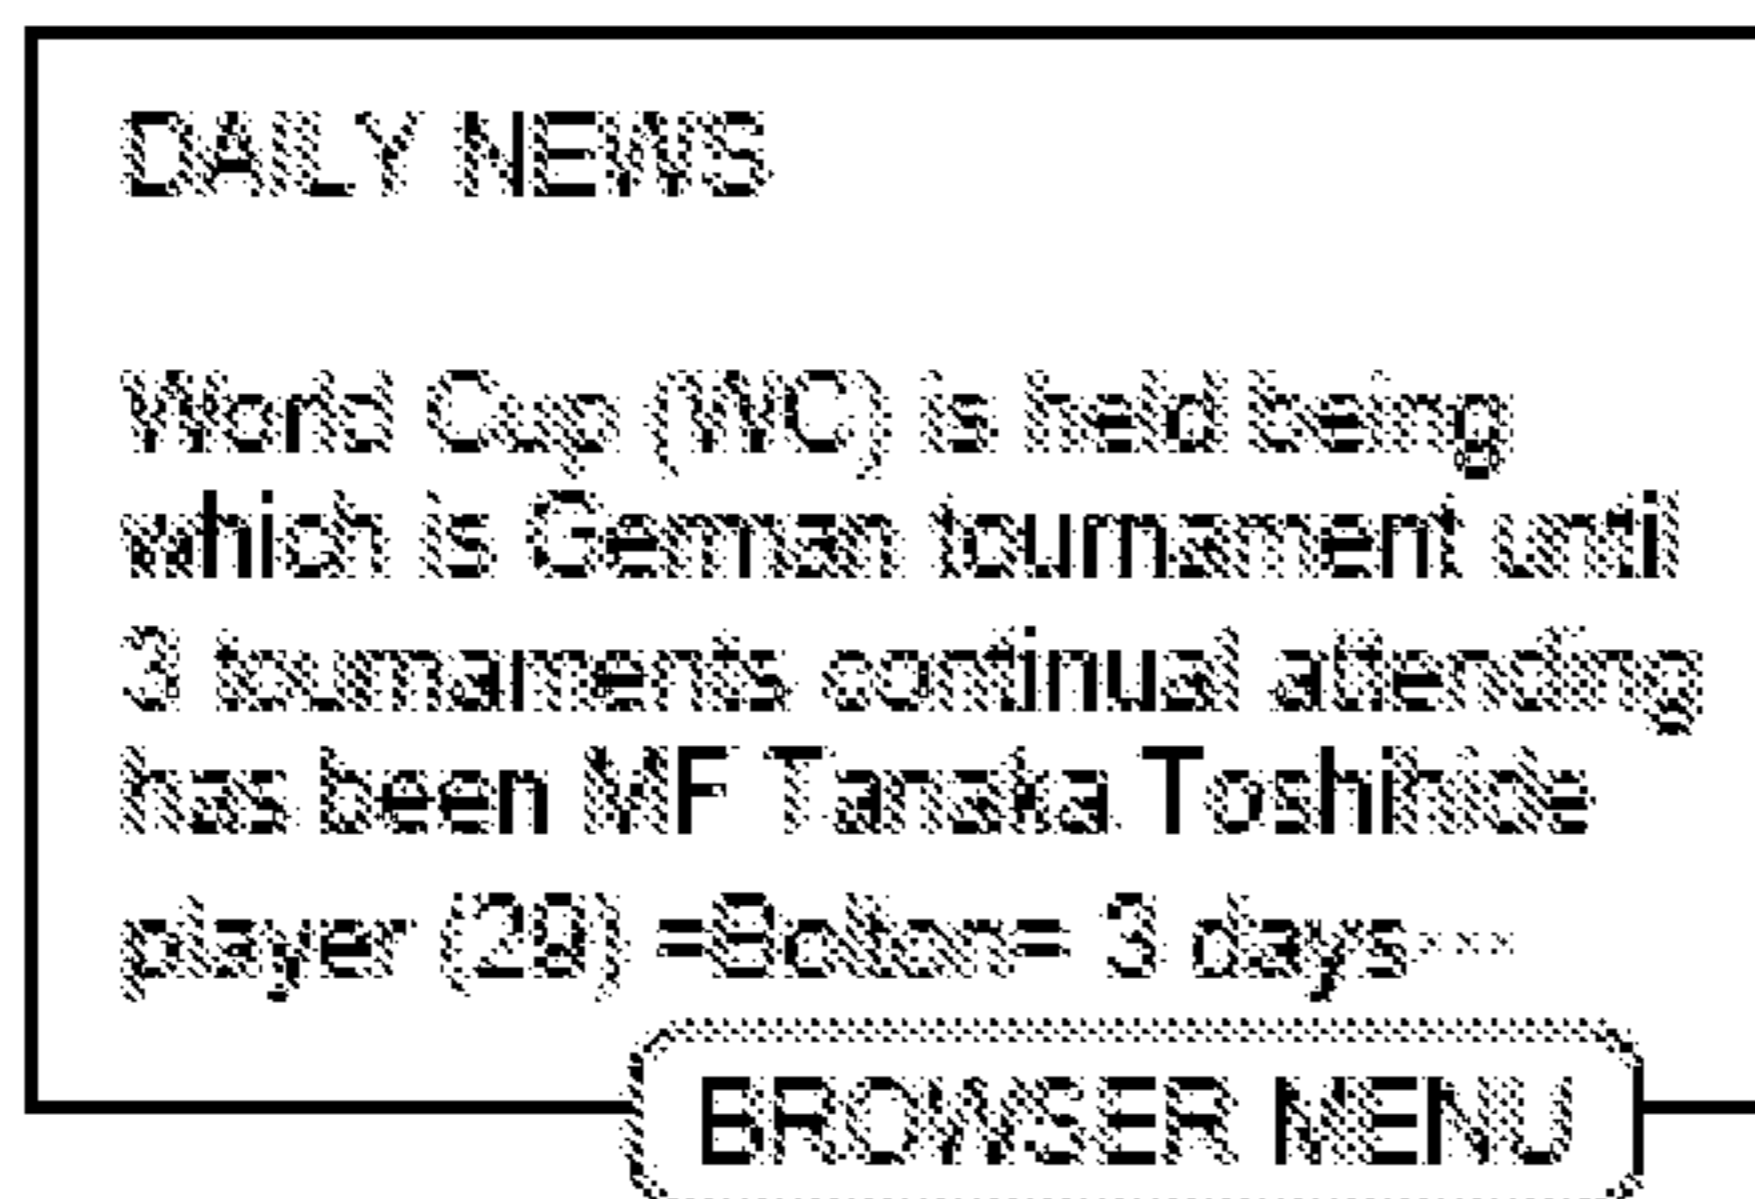 DAILY NEWS
World Cup (WC) is held being
which is German tournament until
3 tournaments continual attending
has been MF Tanaka Toshihide
player (29) =Bolton= 3 days···
BROWSER MENU